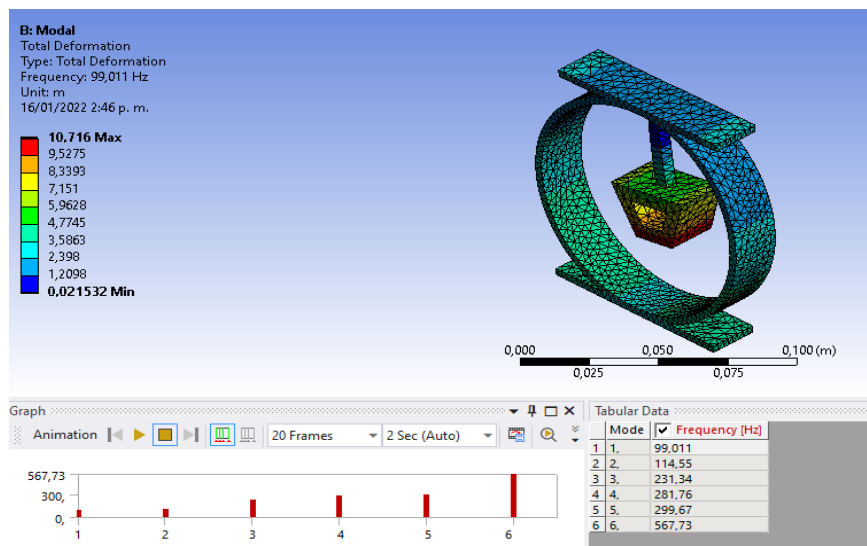 B: Modal
Total Deformation
Type: Total Deformation
Frequency: 99,011 Hz
Unit: m
16/01/2022 2:46 p. m.
10,716 Max
9,5275
8,3393
7,151
5,9628
4,7745
3,5863
2,398
1,2098
0,021532 Min
0,000 0,050 0,100 (m)
0,025 0,075
Graph
Animation 20 Frames 2 Sec (Auto)
567,73
300,
0,
1 2 3 4 5 6
Tabular Data
Mode Frequency [Hz]
1 1, 99,011
2 2, 114,55
3 3, 231,34
4 4, 281,76
5 5, 299,67
6 6, 567,73